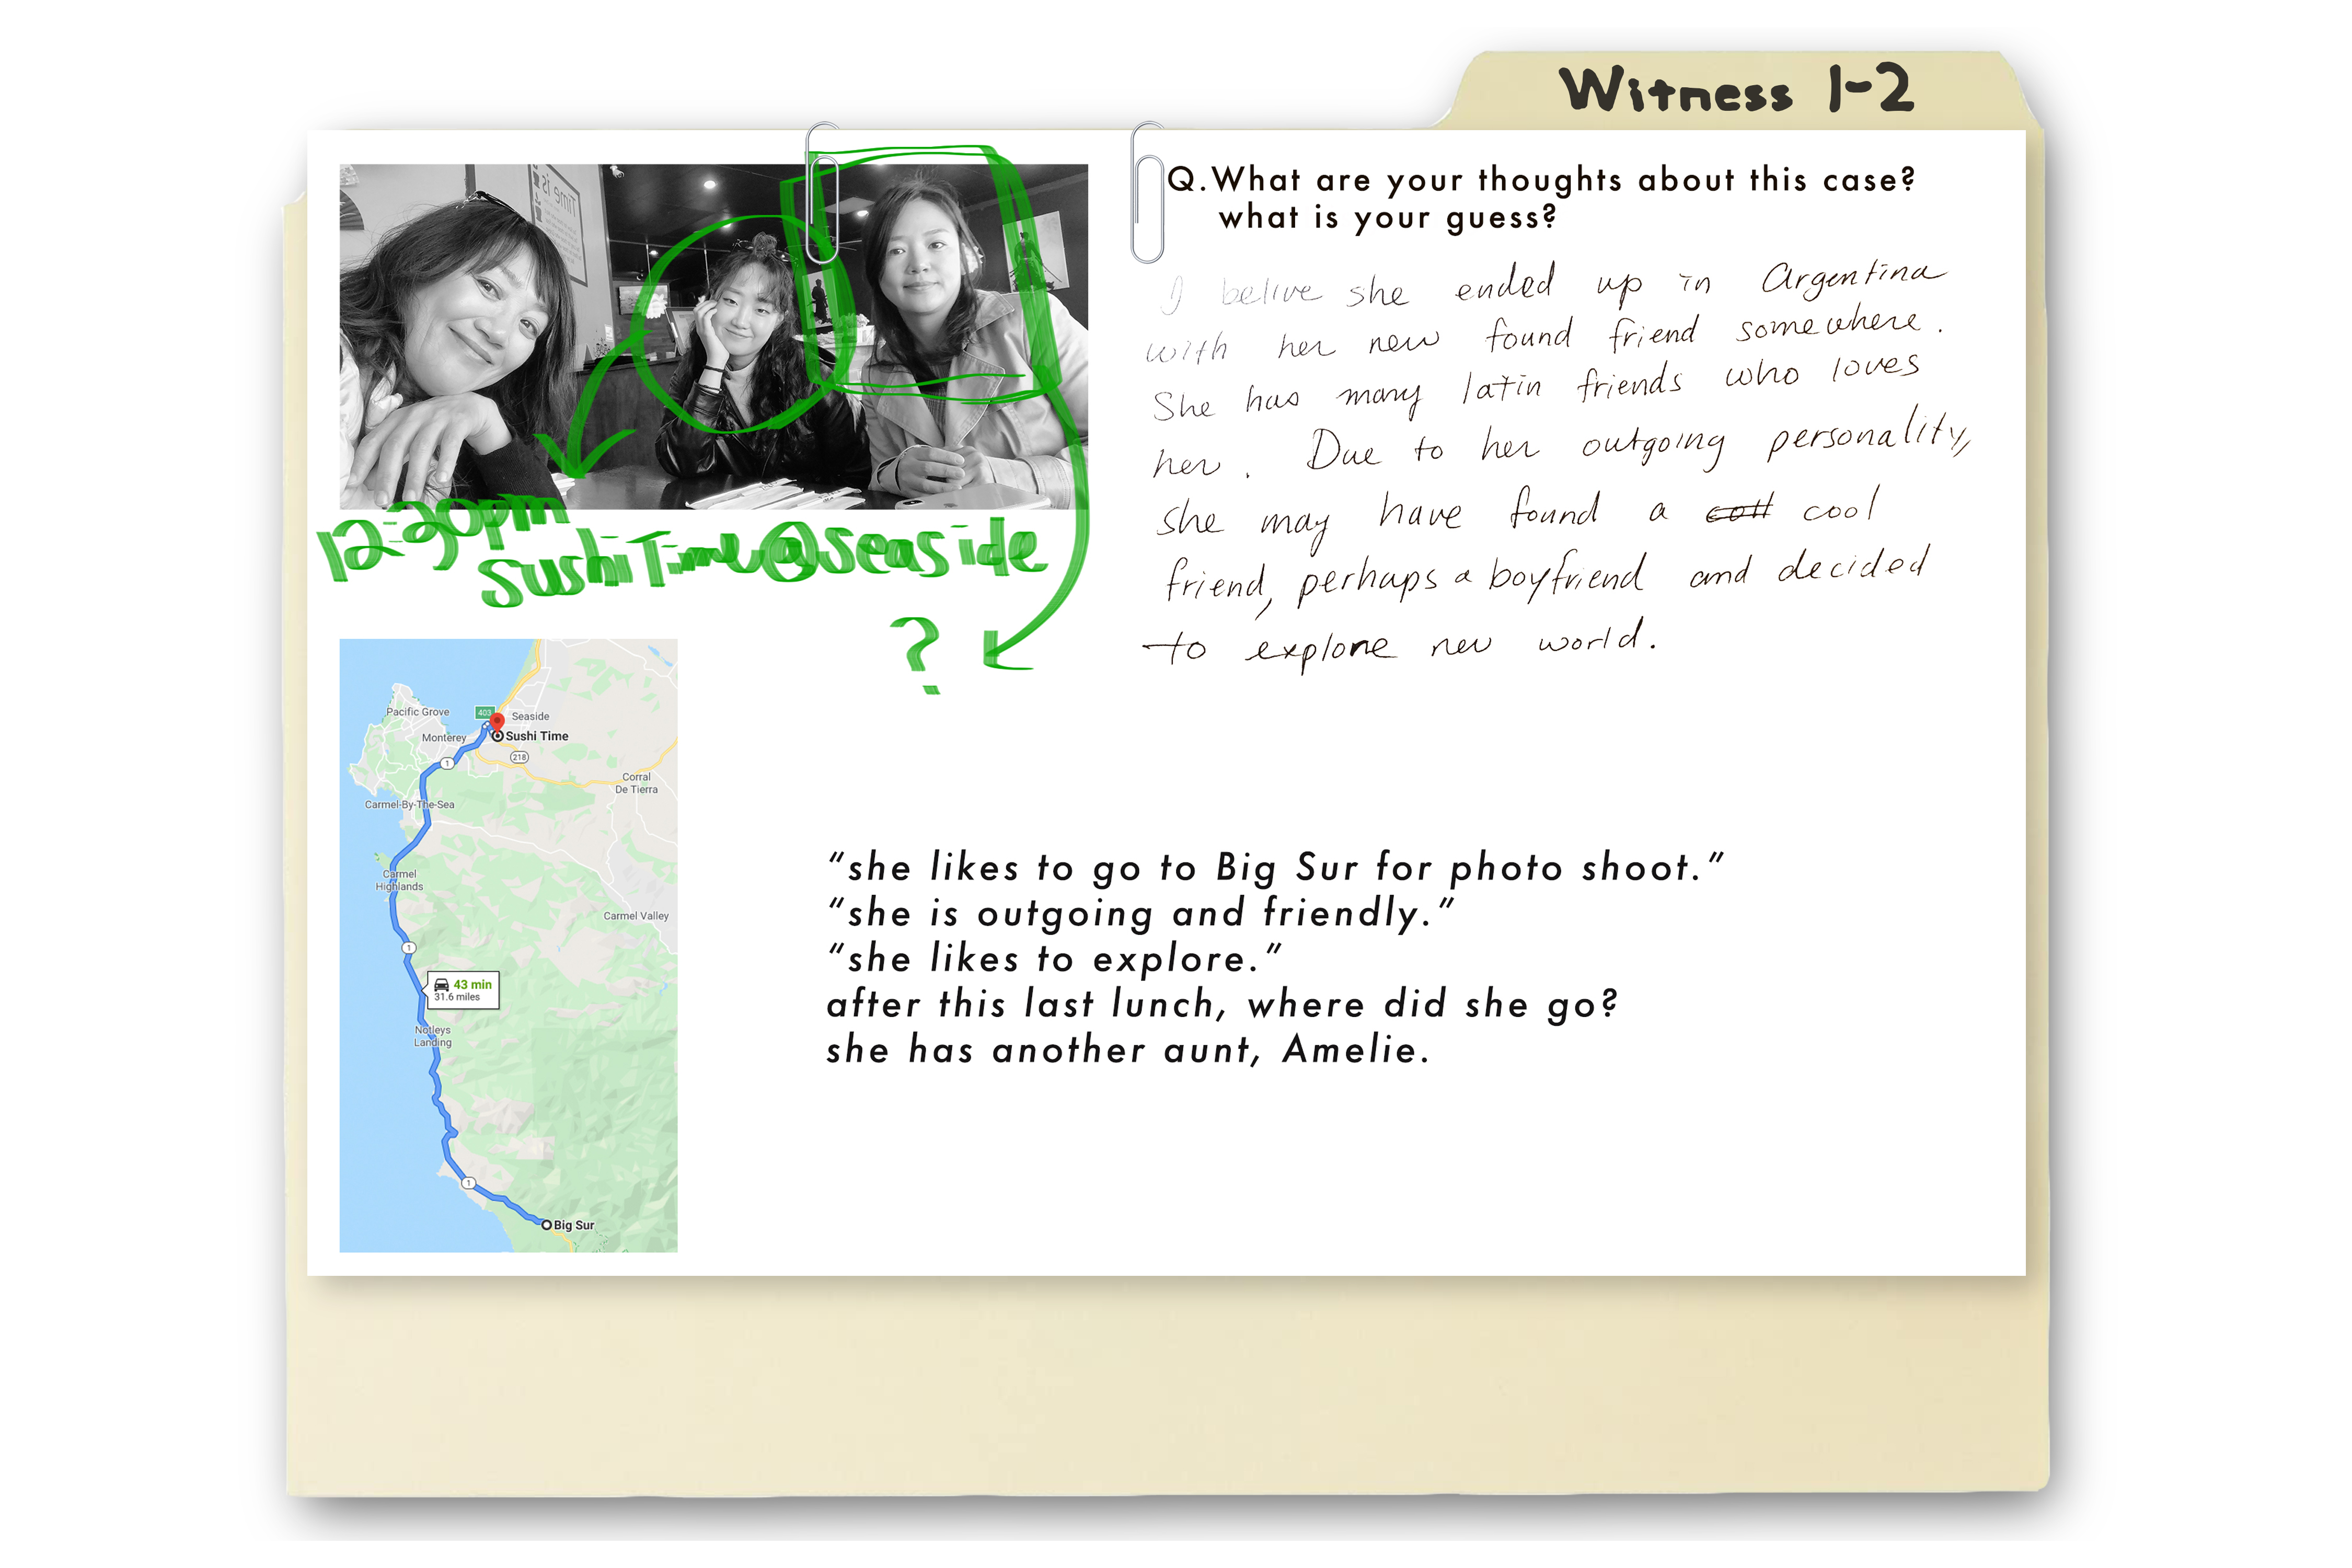 Witness 1-2
Time is
Q.What are your thoughts about this case?
what is your guess?
I belive she ended up in Argentina
with her new found friend somewhere.
She has many latin friends who loves
her. Due to her outgoing personality,
she may have found a cool
friend, perhaps a boyfriend and decided
to explore new world.
12:30pm
Sushi Time@seaside
?
Pacific Grove
403
Seaside
Monterey
Sushi Time
1
218
Corral
De Tierra
Carmel-By-The-Sea
Carmel
Highlands
Carmel Valley
1
43 min
31.6 miles
Notleys
Landing
1
Big Sur
“she likes to go to Big Sur for photo shoot.”
“she is outgoing and friendly.”
“she likes to explore.”
after this last lunch, where did she go?
she has another aunt, Amelie.